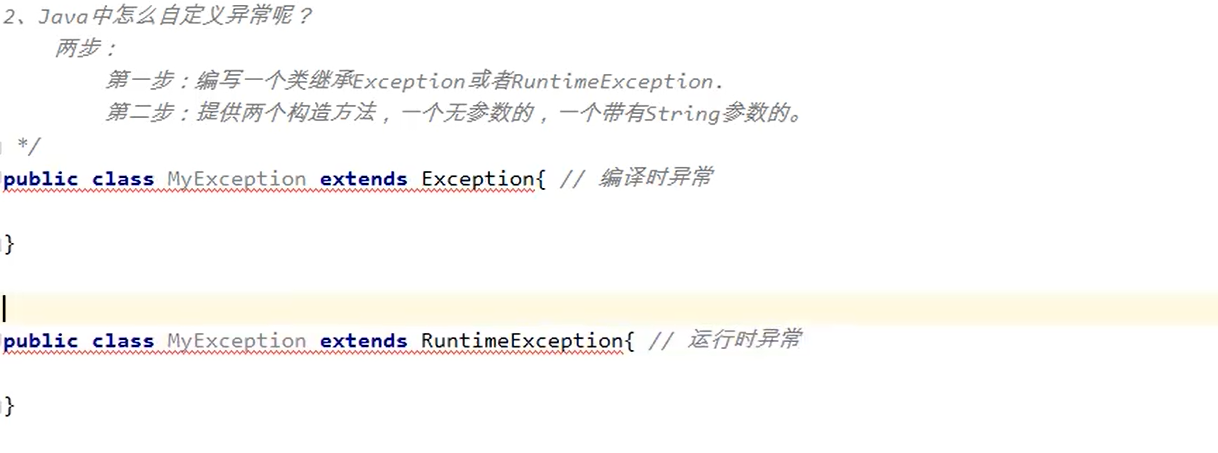 2、Java中怎么自定义异常呢？
两步：
第一步：编写一个类继承Exception或者RuntimeException.
第二步：提供两个构造方法，一个无参数的，一个带有String参数的。
*/
public class MyException extends Exception{ // 编译时异常
}
public class MyException extends RuntimeException{ // 运行时异常
}